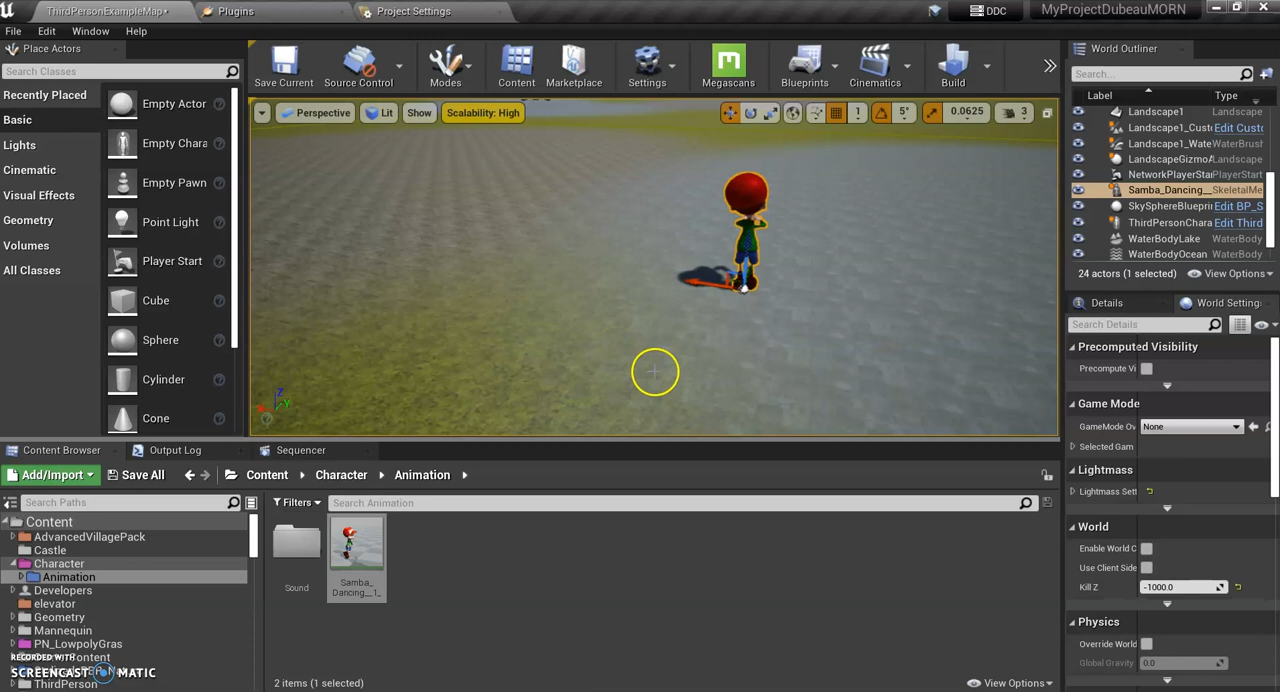 ThirdPersonExampleMap*
Plugins
Project Settings
DDC
MyProjectDubeauMORN
File Edit Window Help
Place Actors
Search Classes
Recently Placed
Basic
Lights
Cinematic
Visual Effects
Geometry
Volumes
All Classes
Empty Actor
Empty Chara
Empty Pawn
Point Light
Player Start
Cube
Sphere
Cylinder
Cone
Save Current
Source Control
Modes
Content
Marketplace
Settings
Megascans
Blueprints
Cinematics
Build
Perspective
Lit
Show
Scalability: High
1
5°
0.0625
3
Z
Y
World Outliner
Search...
Label Type
Landscape1 Landscape
Landscape1_Custo Edit Custo
Landscape1_Wate WaterBrush
LandscapeGizmoA Landscape
NetworkPlayerStar PlayerStart
Samba_Dancing__ SkeletalMe
SkySphereBlueprin Edit BP_S
ThirdPersonChara Edit Third
WaterBodyLake WaterBody
WaterBodyOcean WaterBody
24 actors (1 selected) View Options
Details
World Setting
Search Details
Precomputed Visibility
Precompute Vi
Game Mode
GameMode Ov None
Selected Gam
Lightmass
Lightmass Sett
World
Enable World C
Use Client Side
Kill Z -1000.0
Physics
Override World
Global Gravity 0.0
Content Browser
Output Log
Sequencer
Add/Import Save All Content Character Animation
Search Paths
Filters Search Animation
Content
AdvancedVillagePack
Castle
Character
Animation
Developers
elevator
Geometry
Mannequin
PN_LowpolyGras
ThirdPerson
Sound
Samba_
Dancing__1_
2 items (1 selected)
View Options
RECORDED WITH
SCREENCAST MATIC